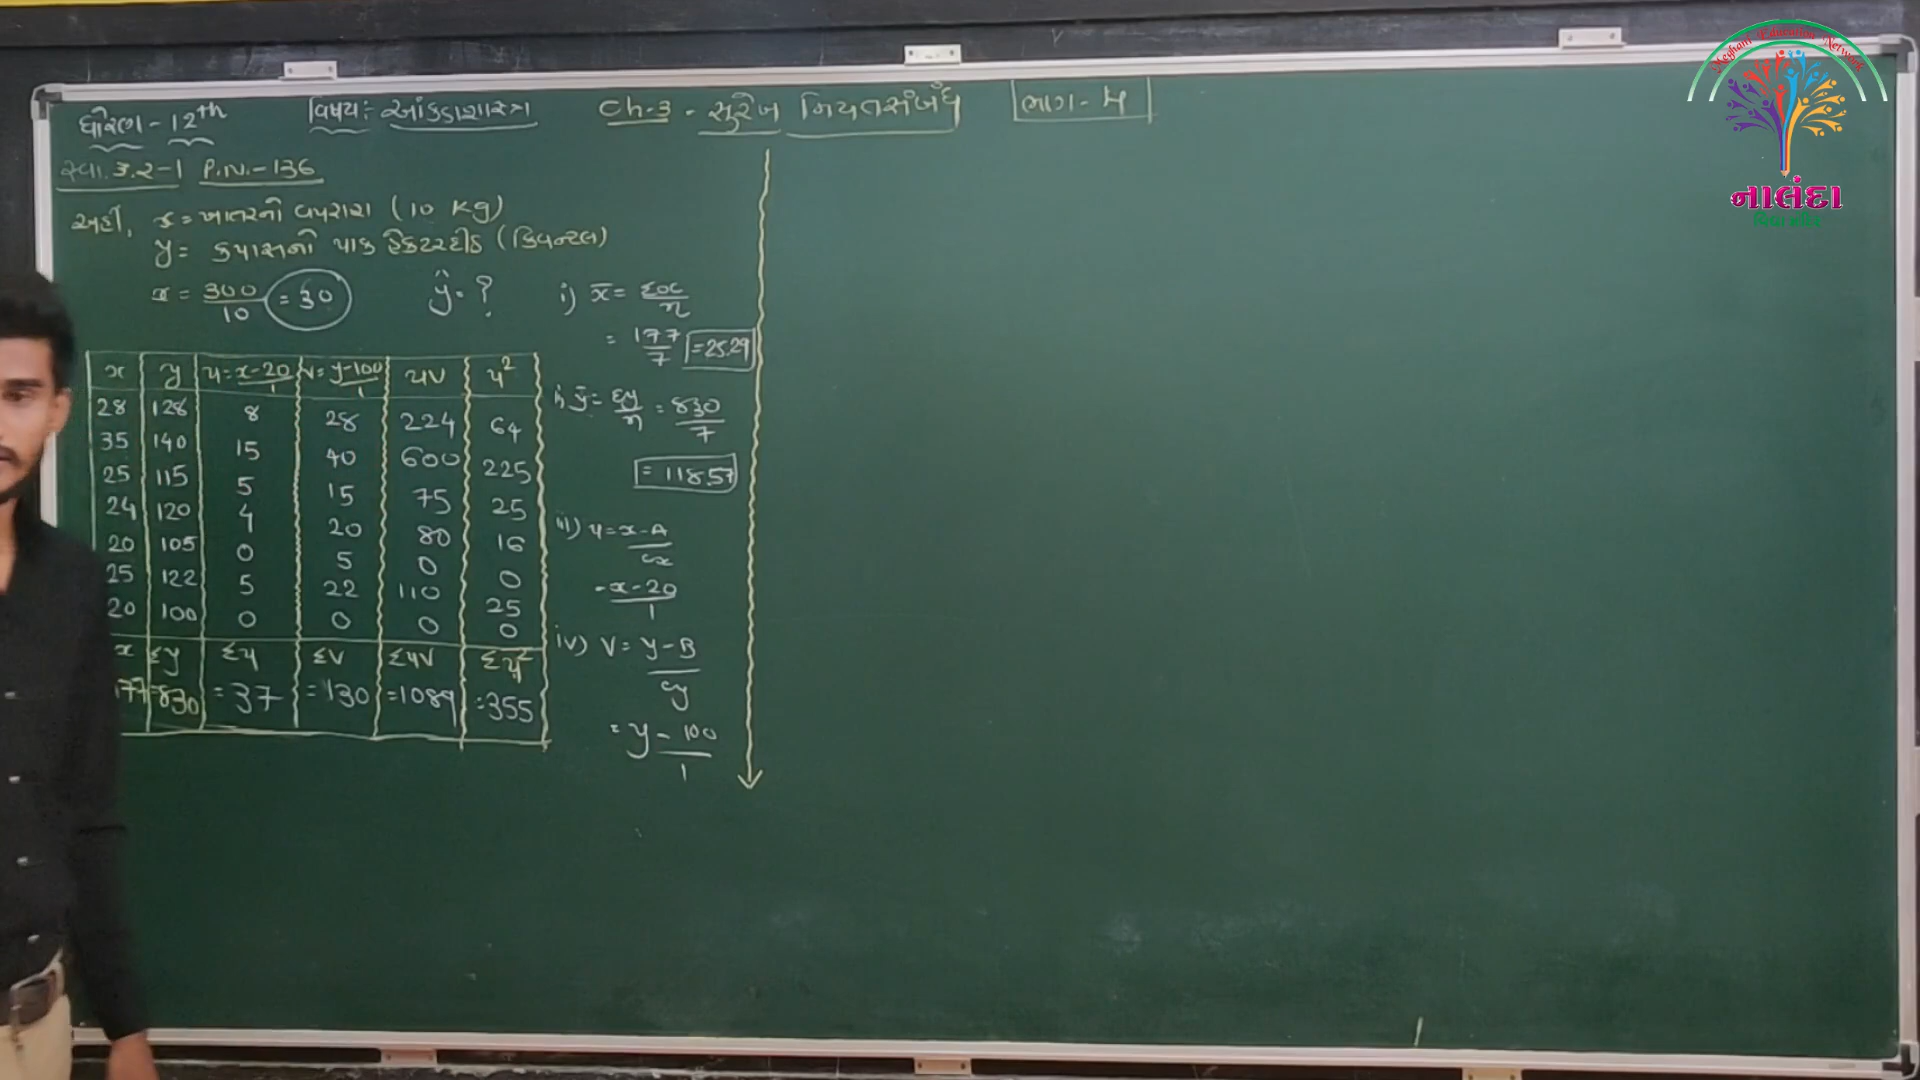 ધોરણ - 12th વિષય: આંકડાશાસ્ત્ર Ch-3 - સુરેખ નિયતસંબંધ ભાગ - 5
સ્વા. 3.2-1 P.N.-136
અહીં, x = ખાતરનો વપરાશ (10 Kg)
y = કપાસનો પાક હેક્ટરદીઠ (ક્વિન્ટલ)
x = 300/10 = 30 ŷ = ?
x y u = x-20/1 v = y-100/1 uv u²
28 128 8 28 224 64
35 140 15 40 600 225
25 115 5 15 75 25
24 120 4 20 80 16
20 105 0 5 0 0
25 122 5 22 110 25
20 100 0 0 0 0
x Σy Σu Σv Σuv Σu²
177 =830 = 37 = 130 =1089 =355
i) x̄ = Σx/n
= 177/7 = 25.29
ȳ = Σy/n = 830/7
= 118.57
iii) u = x-A/cx
= x-20/1
iv) v = y-B/cy
= y-100/1
Meghani Education Network
નાલંદા
વિદ્યા મંદિર